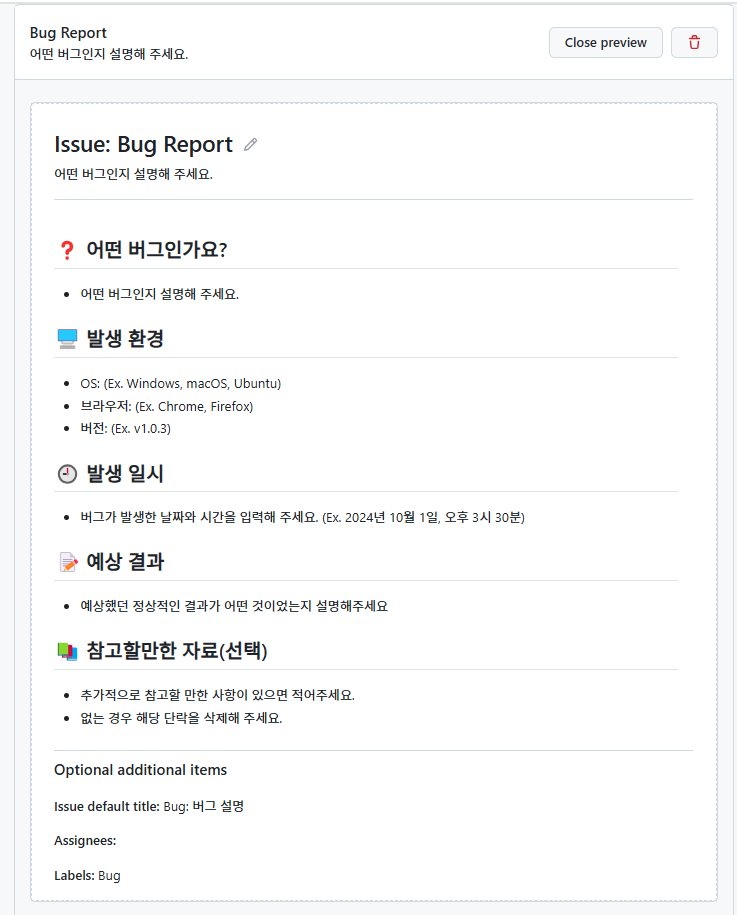 Bug Report
어떤 버그인지 설명해 주세요.
Close preview
Issue: Bug Report
어떤 버그인지 설명해 주세요.
❓ 어떤 버그인가요?
• 어떤 버그인지 설명해 주세요.
🖥️ 발생 환경
• OS: (Ex. Windows, macOS, Ubuntu)
• 브라우저: (Ex. Chrome, Firefox)
• 버전: (Ex. v1.0.3)
🕘 발생 일시
• 버그가 발생한 날짜와 시간을 입력해 주세요. (Ex. 2024년 10월 1일, 오후 3시 30분)
📝 예상 결과
• 예상했던 정상적인 결과가 어떤 것이었는지 설명해주세요
📚 참고할만한 자료(선택)
• 추가적으로 참고할 만한 사항이 있으면 적어주세요.
• 없는 경우 해당 단락을 삭제해 주세요.
Optional additional items
Issue default title: Bug: 버그 설명
Assignees:
Labels: Bug